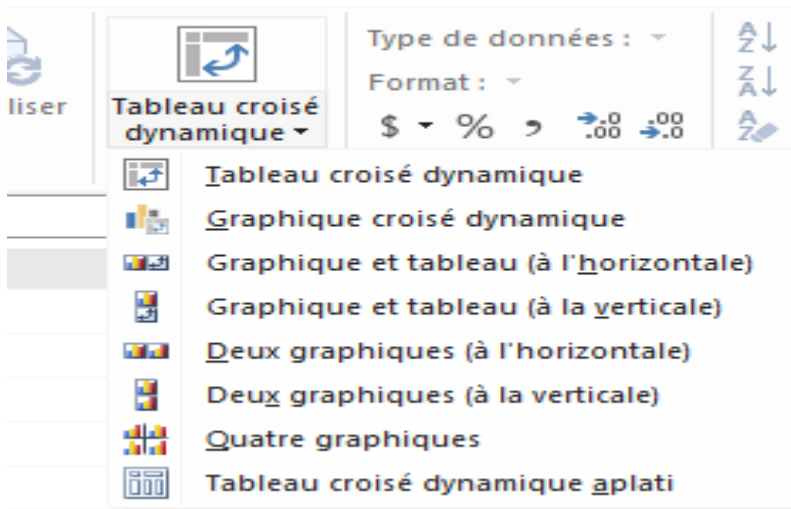 liser
Tableau croisé
dynamique
Type de données :
Format :
$ % , .0 .00 .00 .0
A Z
Z A
A Z
Tableau croisé dynamique
Graphique croisé dynamique
Graphique et tableau (à l'horizontale)
Graphique et tableau (à la verticale)
Deux graphiques (à l'horizontale)
Deux graphiques (à la verticale)
Quatre graphiques
Tableau croisé dynamique aplati